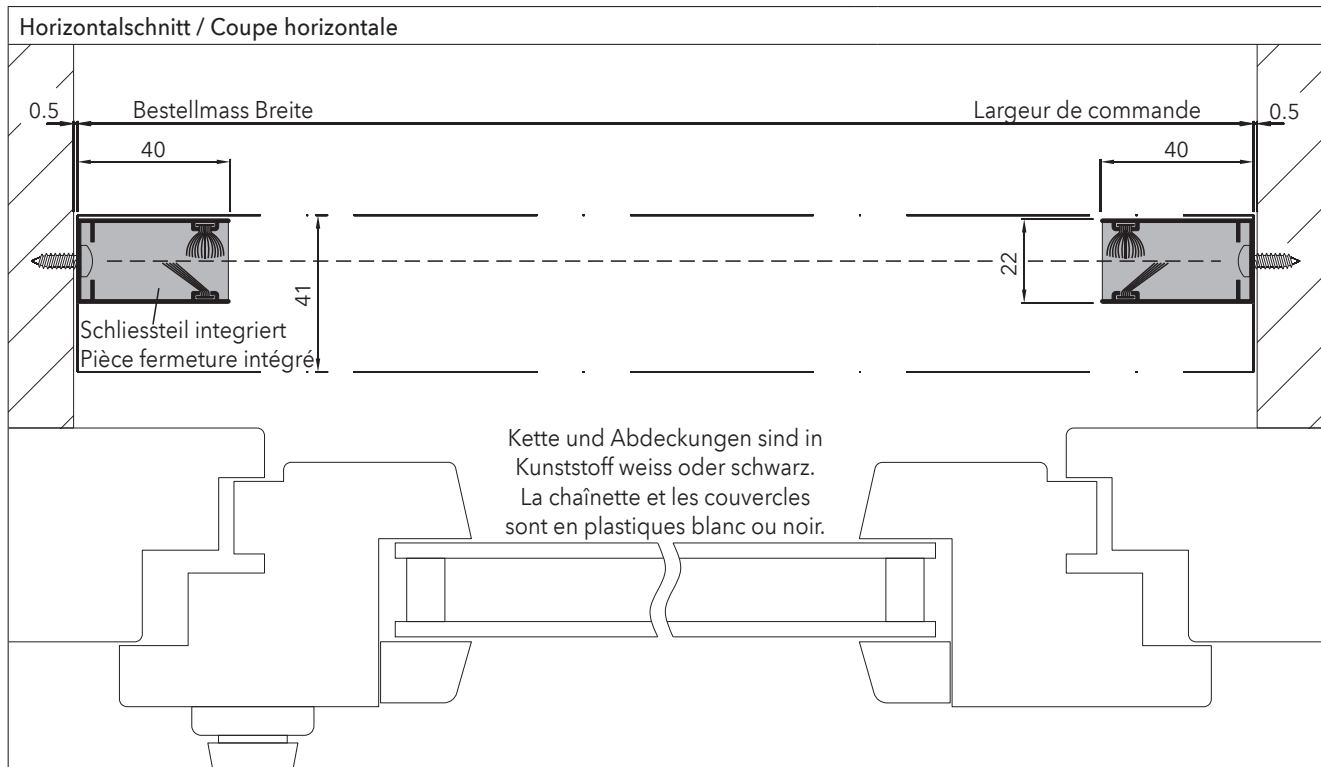 Horizontalschnitt / Coupe horizontale
0.5 Bestellmass Breite Largeur de commande 0.5
40 40
41 22
Schliessteil integriert
Pièce fermeture intégré
Kette und Abdeckungen sind in
Kunststoff weiss oder schwarz.
La chaînette et les couvercles
sont en plastiques blanc ou noir.